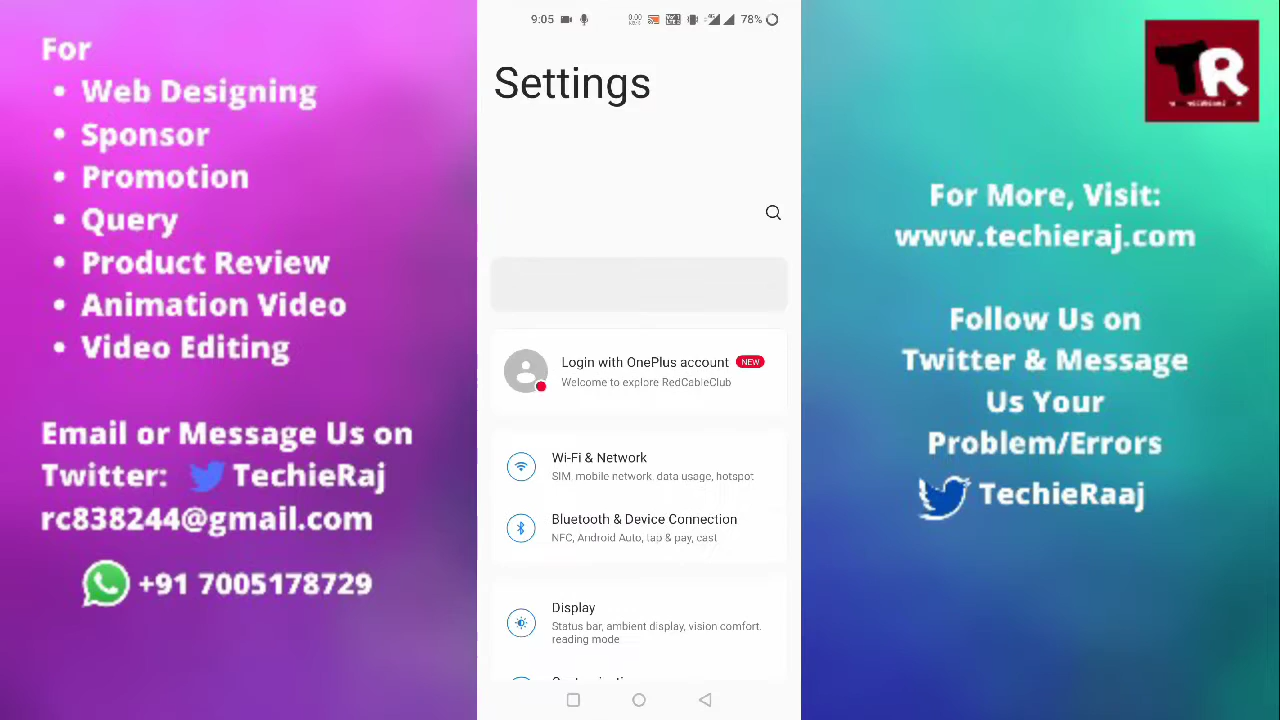 For
• Web Designing
• Sponsor
• Promotion
• Query
• Product Review
• Animation Video
• Video Editing
Email or Message Us on
Twitter: TechieRaj
rc838244@gmail.com
+91 7005178729
9:05
78%
Settings
Login with OnePlus account NEW
Welcome to explore RedCableClub
Wi-Fi & Network
SIM, mobile network, data usage, hotspot
Bluetooth & Device Connection
NFC, Android Auto, tap & pay, cast
Display
Status bar, ambient display, vision comfort,
reading mode
TR
For More, Visit:
www.techieraj.com
Follow Us on
Twitter & Message
Us Your
Problem/Errors
TechieRaaj